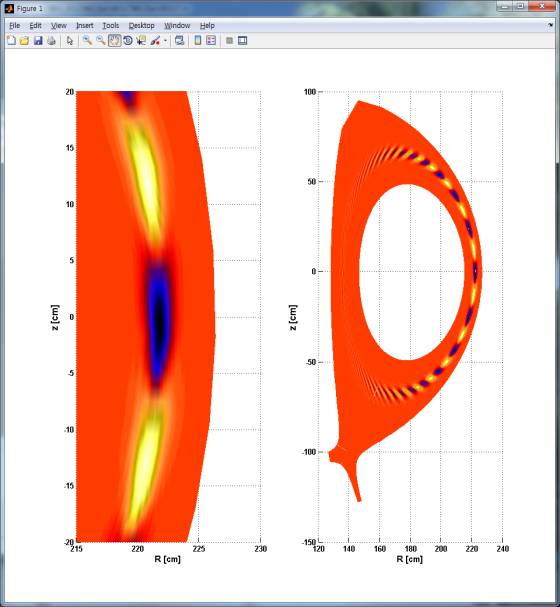 Figure 1
File Edit View Insert Tools Desktop Window Help
20
15
10
5
0
-5
-10
-15
-20
z [cm]
215 220 225 230
R [cm]
100
50
0
-50
-100
-150
z [cm]
120 140 160 180 200 220 240
R [cm]